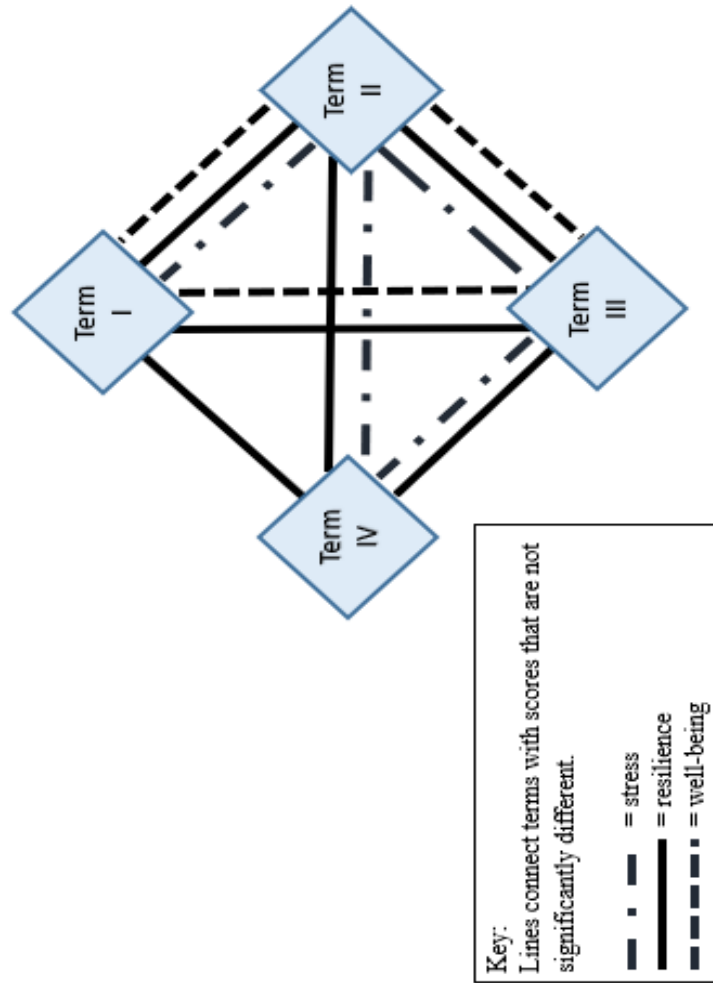 Term
I
Term
II
Term
III
Term
IV
Key:
Lines connect terms with scores that are not
significantly different.
= stress
= resilience
= well-being